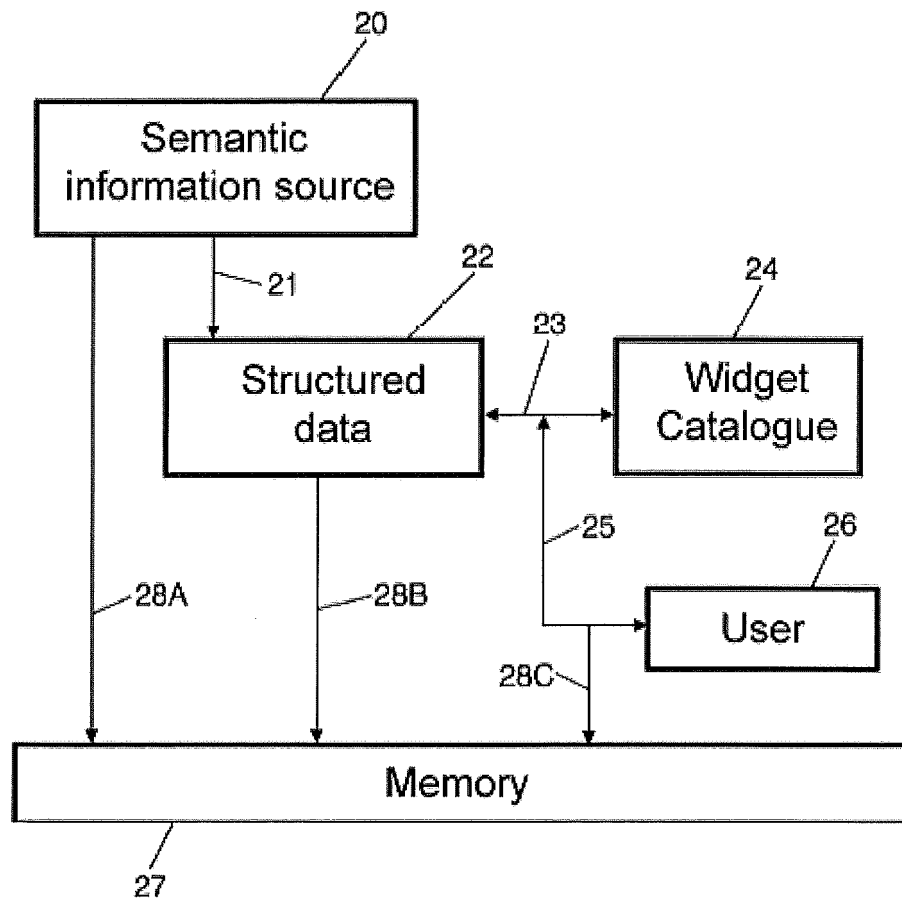 20
Semantic
information source
21
22
23
24
Structured
data
Widget
Catalogue
25
26
28A
28B
User
28C
Memory
27